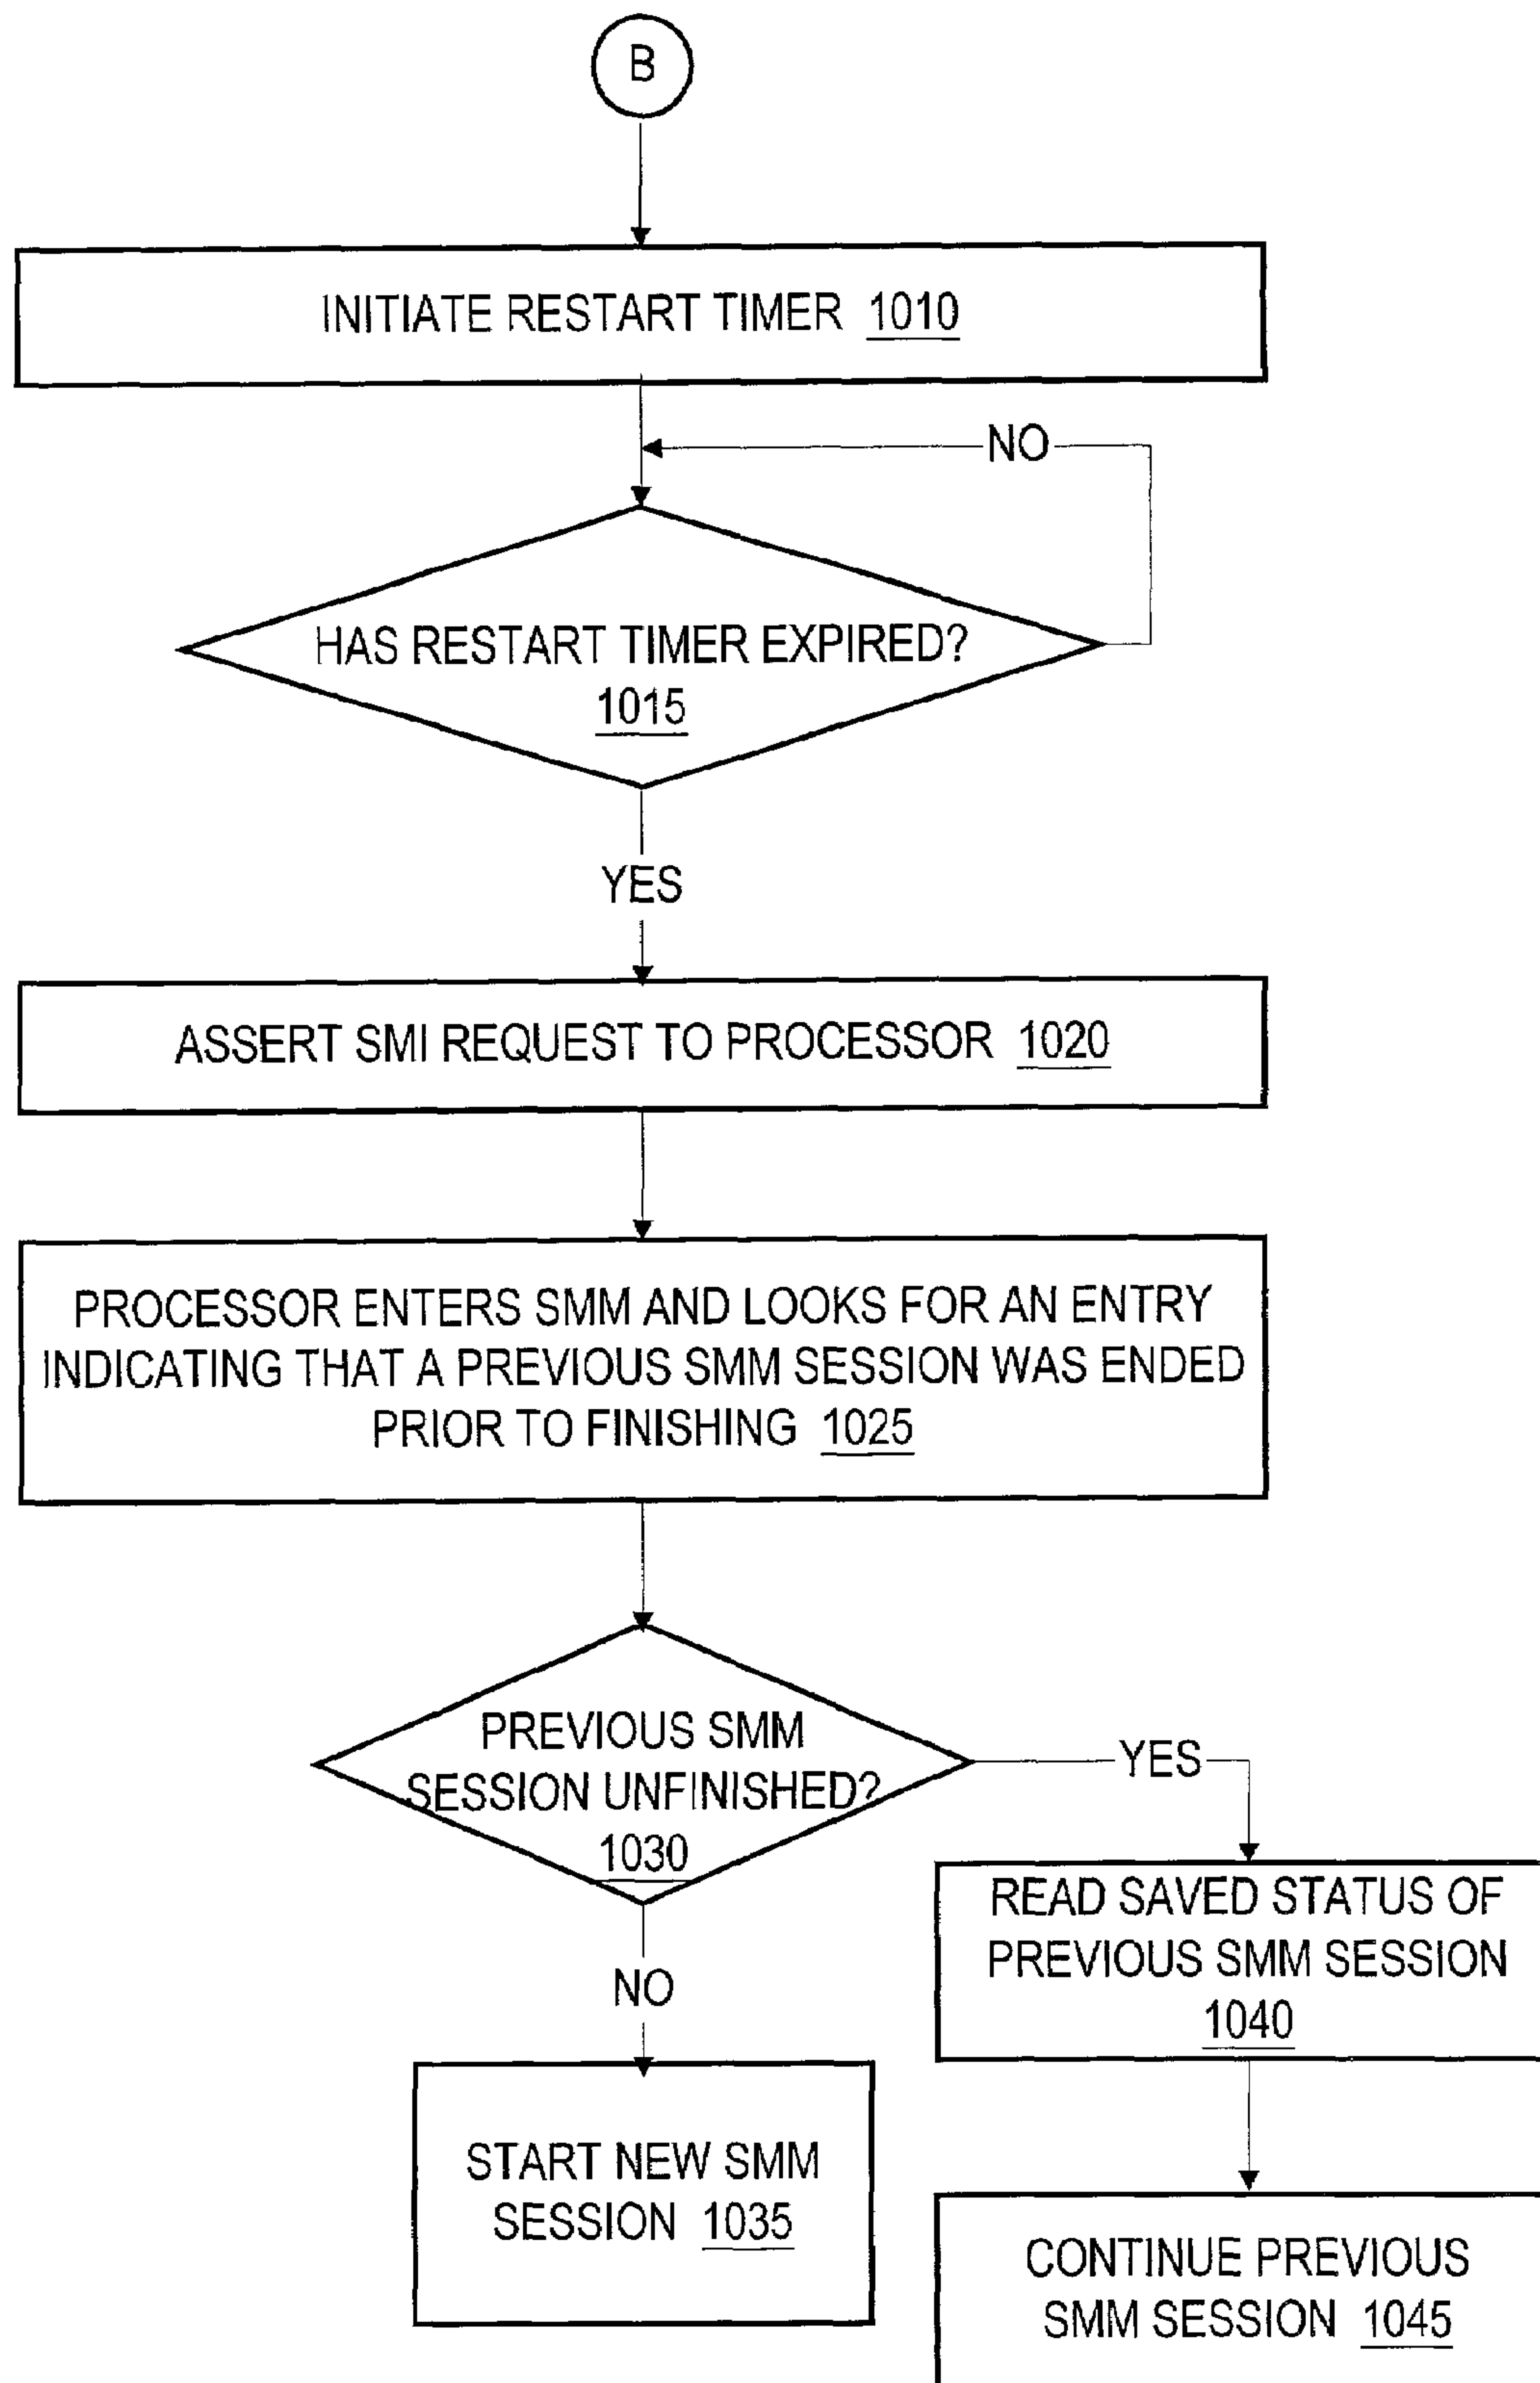 B
INITIATE RESTART TIMER 1010
NO
HAS RESTART TIMER EXPIRED?
1015
YES
ASSERT SMI REQUEST TO PROCESSOR 1020
PROCESSOR ENTERS SMM AND LOOKS FOR AN ENTRY
INDICATING THAT A PREVIOUS SMM SESSION WAS ENDED
PRIOR TO FINISHING 1025
PREVIOUS SMM
SESSION UNFINISHED?
1030
YES
READ SAVED STATUS OF
PREVIOUS SMM SESSION
1040
NO
START NEW SMM
SESSION 1035
CONTINUE PREVIOUS
SMM SESSION 1045